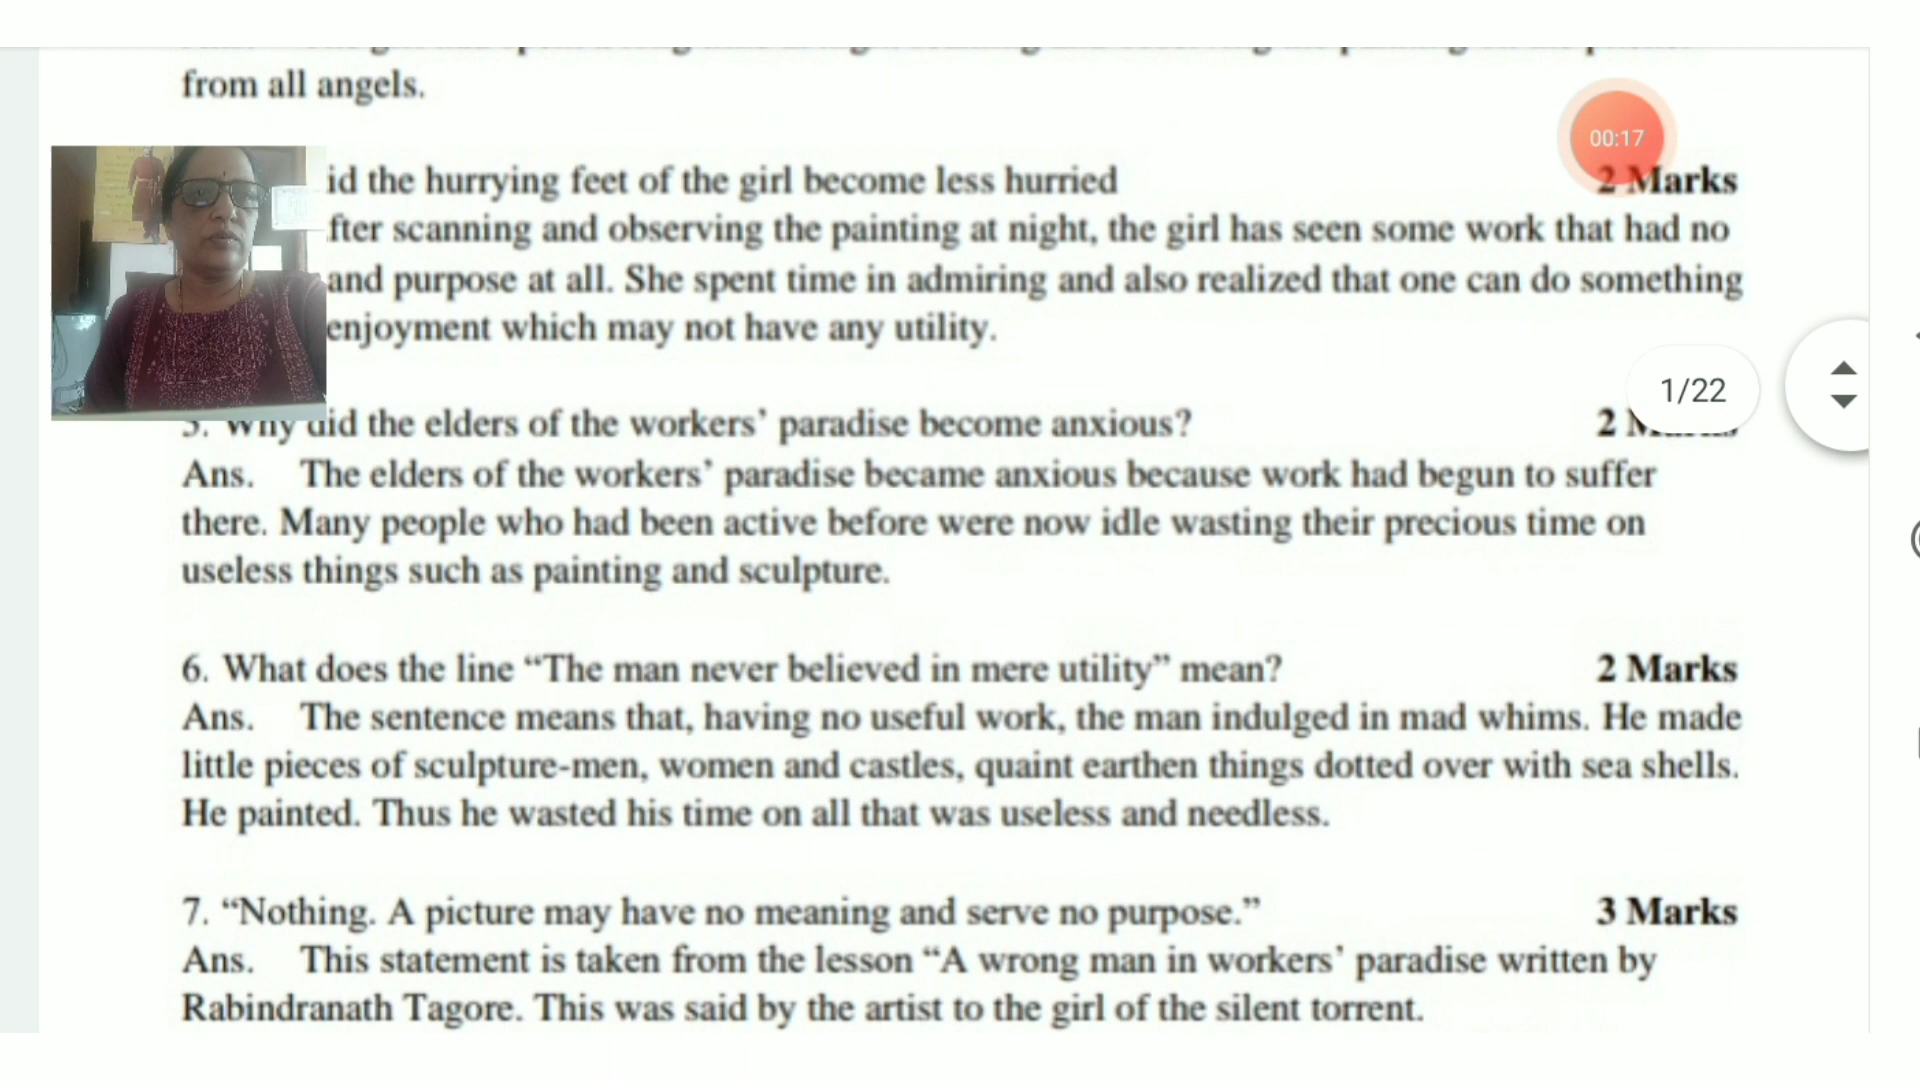 from all angels.
00:17
id the hurrying feet of the girl become less hurried 2 Marks
fter scanning and observing the painting at night, the girl has seen some work that had no
and purpose at all. She spent time in admiring and also realized that one can do something
enjoyment which may not have any utility.
1/22
5. Why did the elders of the workers’ paradise become anxious? 2
Ans. The elders of the workers’ paradise became anxious because work had begun to suffer
there. Many people who had been active before were now idle wasting their precious time on
useless things such as painting and sculpture.
6. What does the line “The man never believed in mere utility” mean? 2 Marks
Ans. The sentence means that, having no useful work, the man indulged in mad whims. He made
little pieces of sculpture-men, women and castles, quaint earthen things dotted over with sea shells.
He painted. Thus he wasted his time on all that was useless and needless.
7. “Nothing. A picture may have no meaning and serve no purpose.” 3 Marks
Ans. This statement is taken from the lesson “A wrong man in workers’ paradise written by
Rabindranath Tagore. This was said by the artist to the girl of the silent torrent.